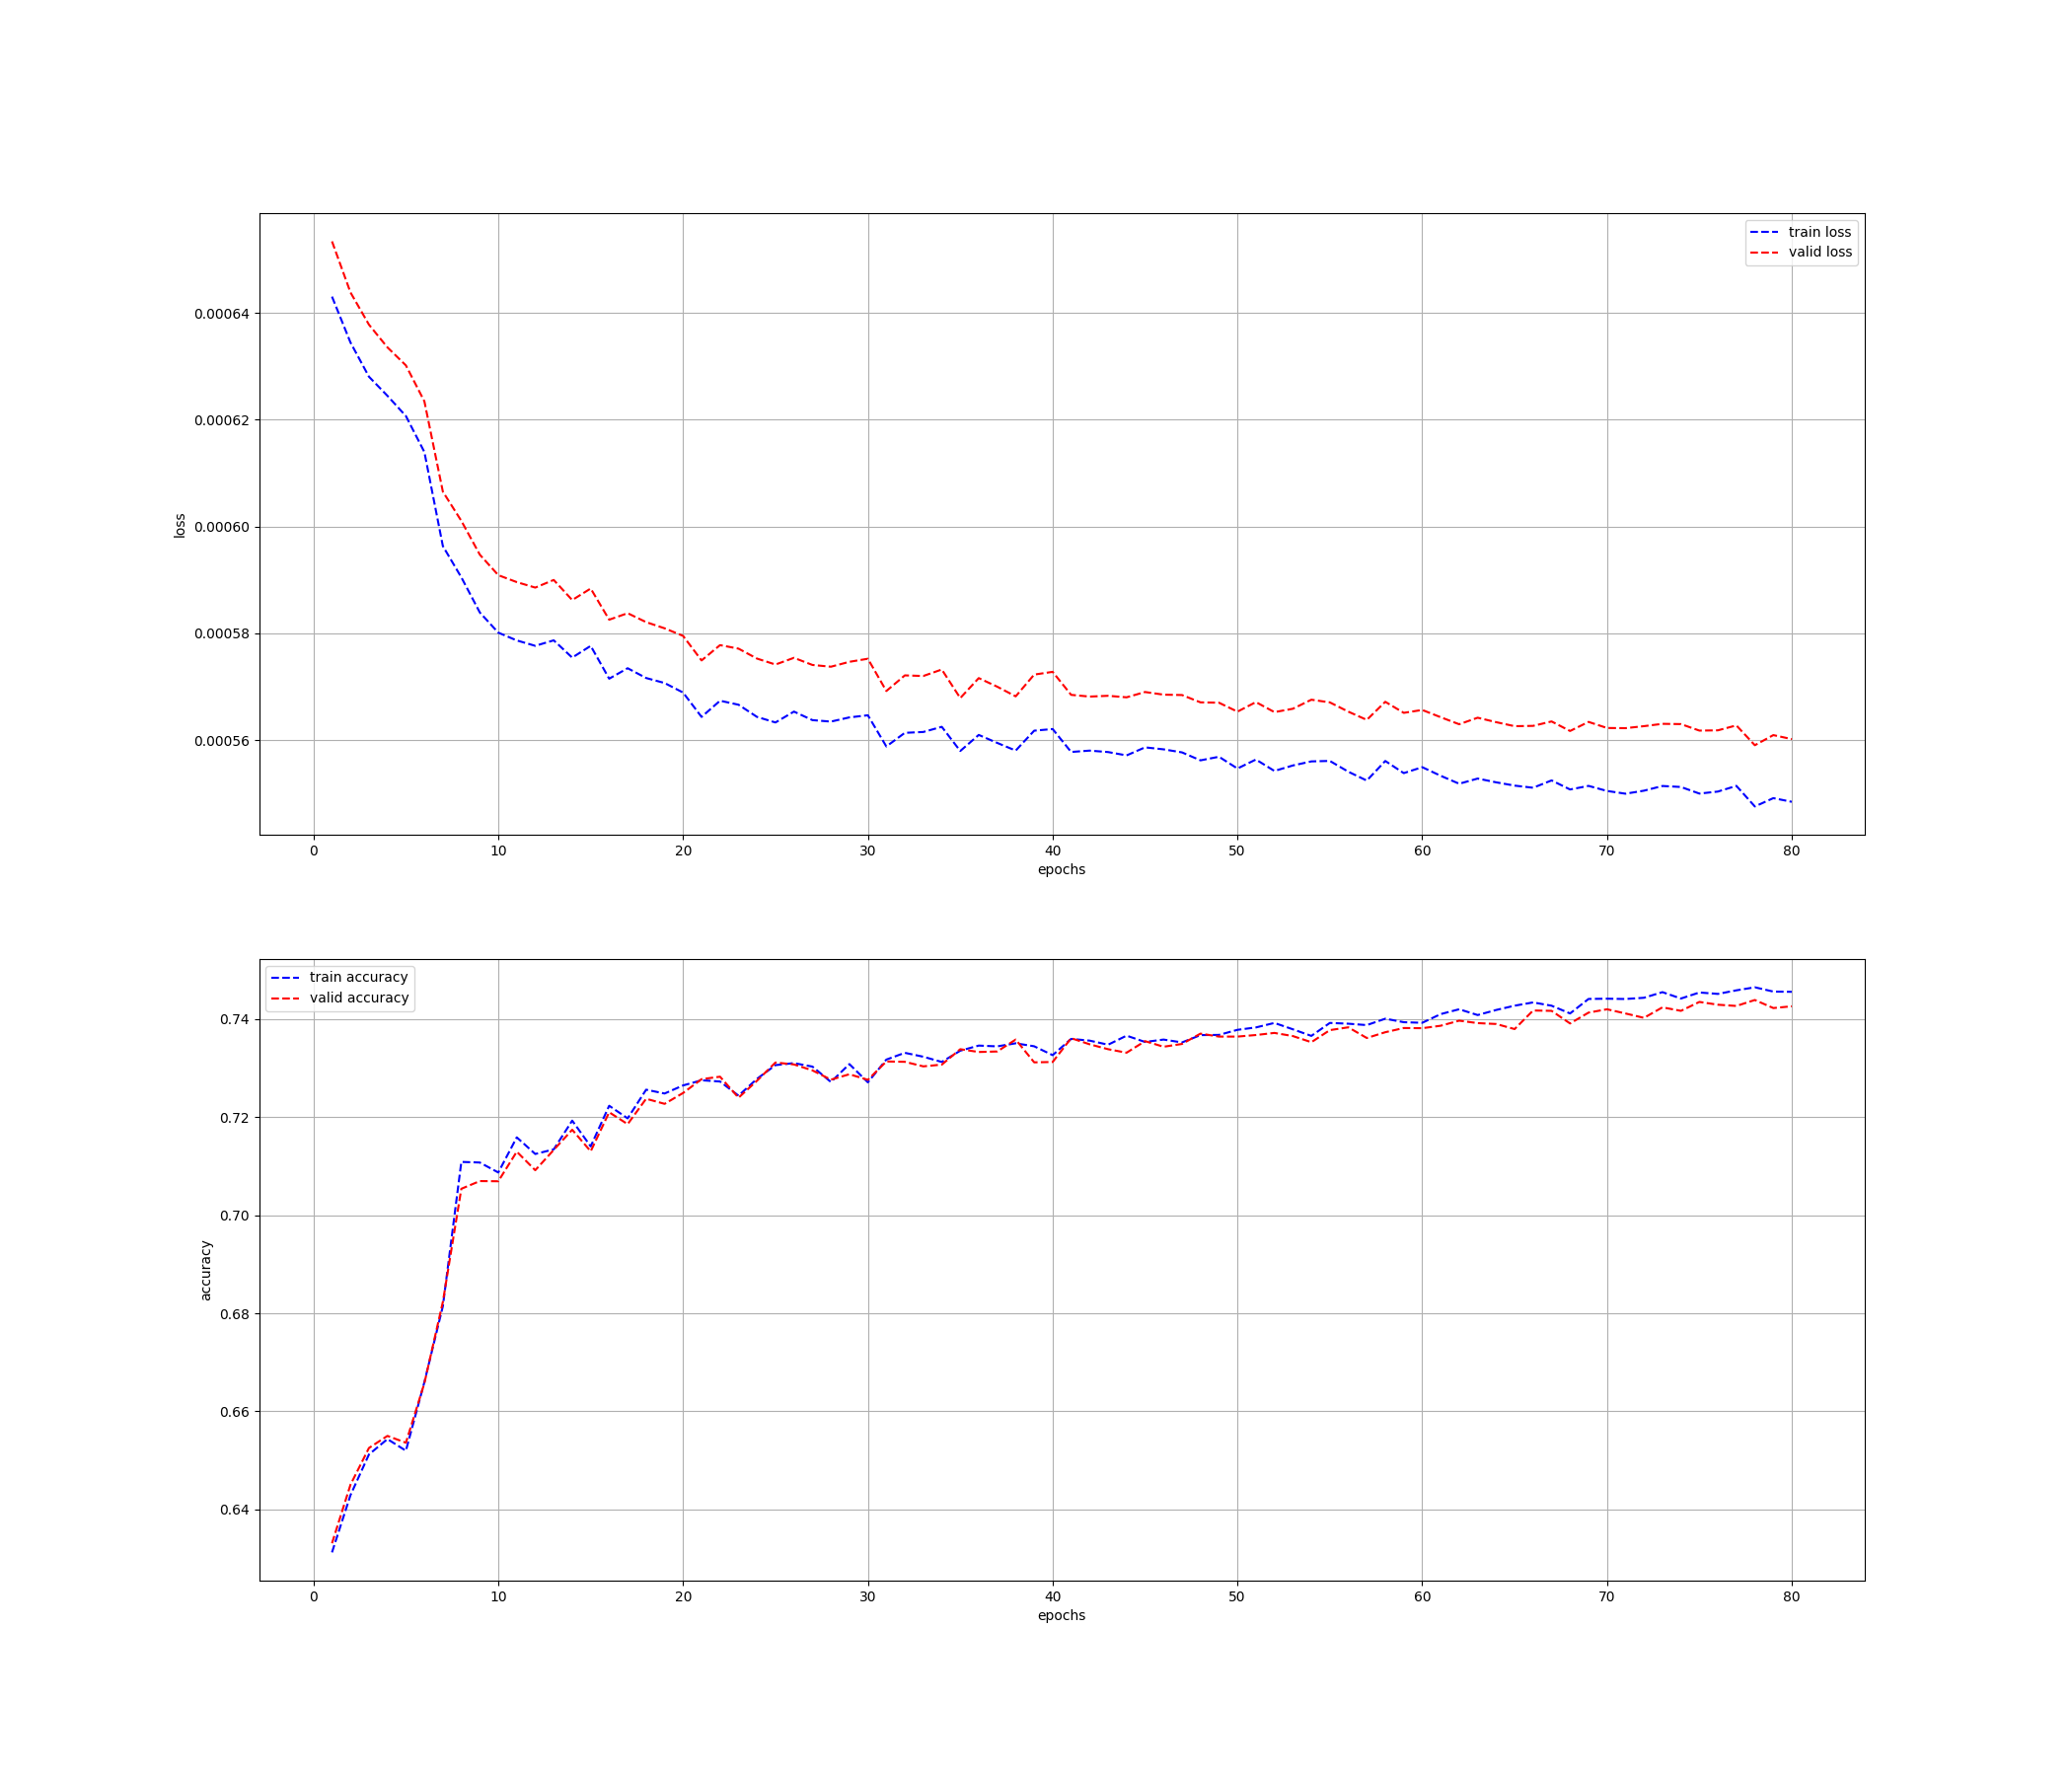 train loss
valid loss
0.00064
0.00062
0.00060
0.00058
0.00056
loss
0 10 20 30 40 50 60 70 80
epochs
train accuracy
valid accuracy
0.74
0.72
0.70
0.68
0.66
0.64
accuracy
0 10 20 30 40 50 60 70 80
epochs